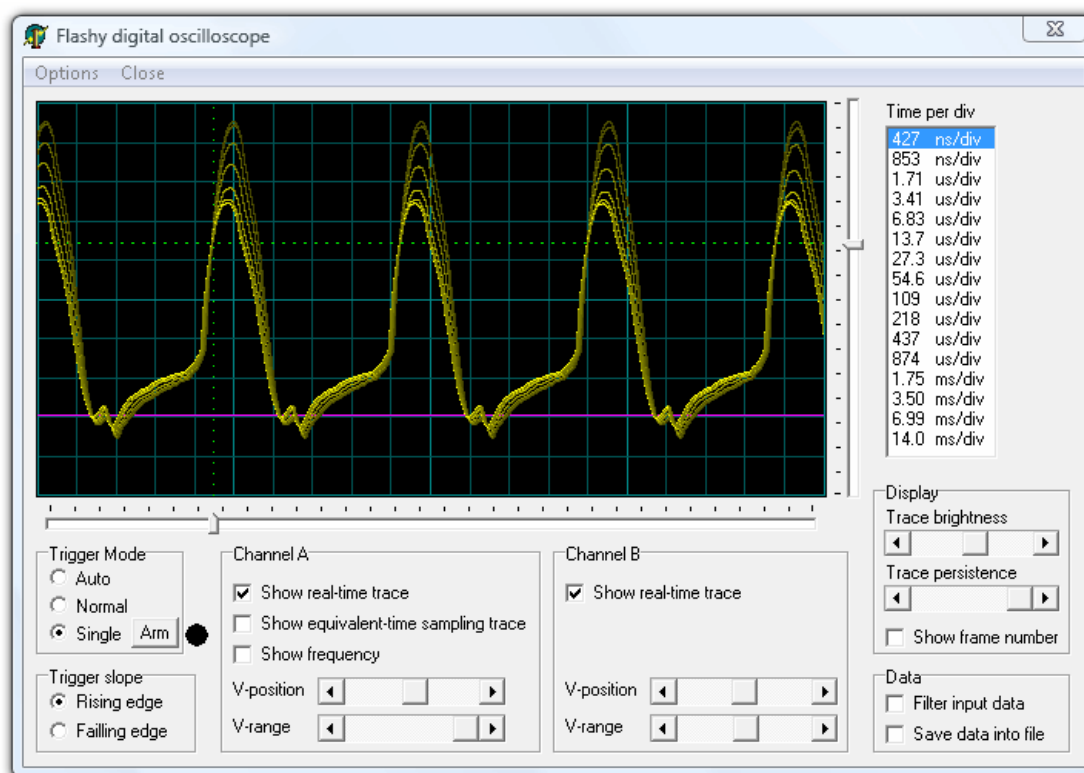 Flashy digital oscilloscope
Options Close
Time per div
427 ns/div
853 ns/div
1.71 us/div
3.41 us/div
6.83 us/div
13.7 us/div
27.3 us/div
54.6 us/div
109 us/div
218 us/div
437 us/div
874 us/div
1.75 ms/div
3.50 ms/div
6.99 ms/div
14.0 ms/div
Display
Trace brightness
Trace persistence
Show frame number
Trigger Mode
Auto
Normal
Single Arm
Trigger slope
Rising edge
Failling edge
Channel A
Show real-time trace
Show equivalent-time sampling trace
Show frequency
V-position
V-range
Channel B
Show real-time trace
V-position
V-range
Data
Filter input data
Save data into file